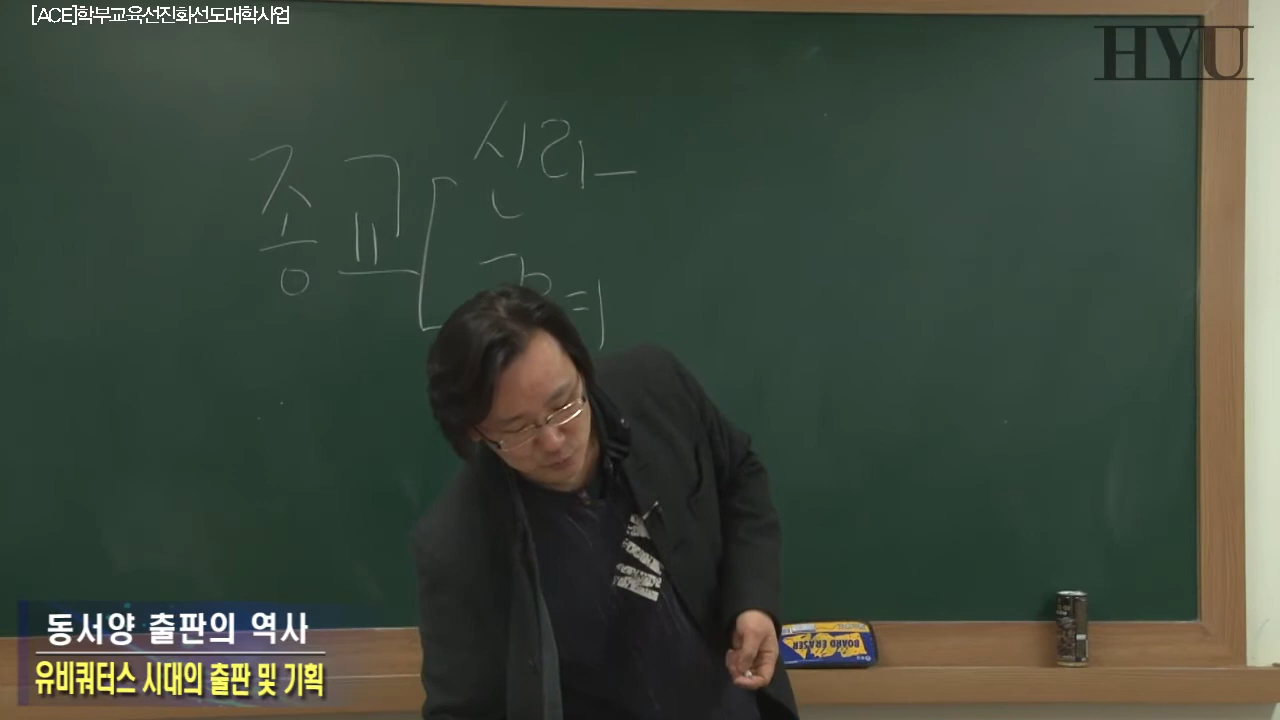 [ACE]학부교육선진화선도대학사업
HYU
종교
신라
BOARD ERASER
동서양 출판의 역사
유비쿼터스 시대의 출판 및 기획